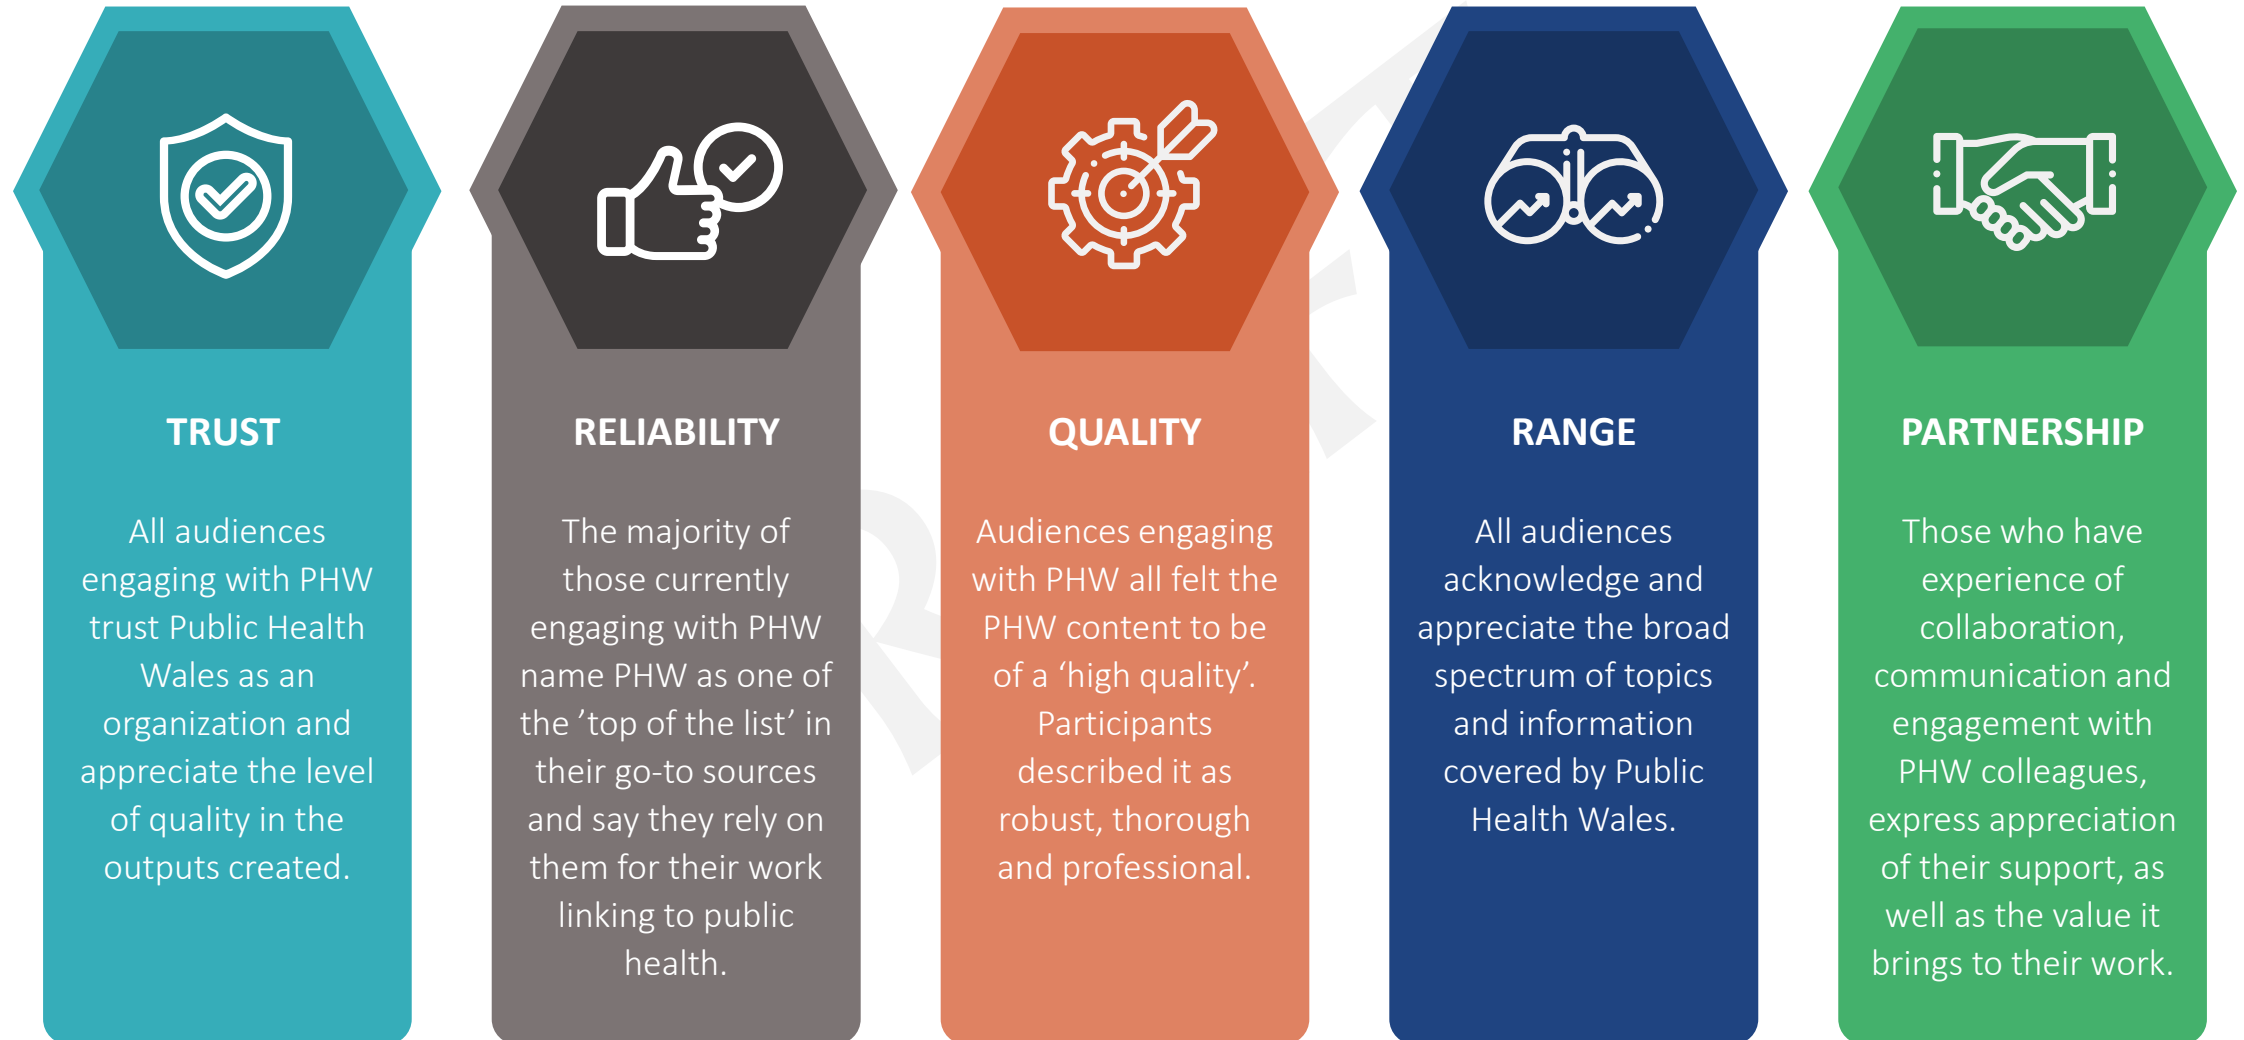 TRUST
All audiences
engaging with PHW
trust Public Health
Wales as an
organization and
appreciate the level
of quality in the
outputs created.
RELIABILITY
The majority of
those currently
engaging with PHW
name PHW as one of
the ’top of the list’ in
their go-to sources
and say they rely on
them for their work
linking to public
health.
QUALITY
Audiences engaging
with PHW all felt the
PHW content to be
of a ‘high quality’.
Participants
described it as
robust, thorough
and professional.
RANGE
All audiences
acknowledge and
appreciate the broad
spectrum of topics
and information
covered by Public
Health Wales.
PARTNERSHIP
Those who have
experience of
collaboration,
communication and
engagement with
PHW colleagues,
express appreciation
of their support, as
well as the value it
brings to their work.